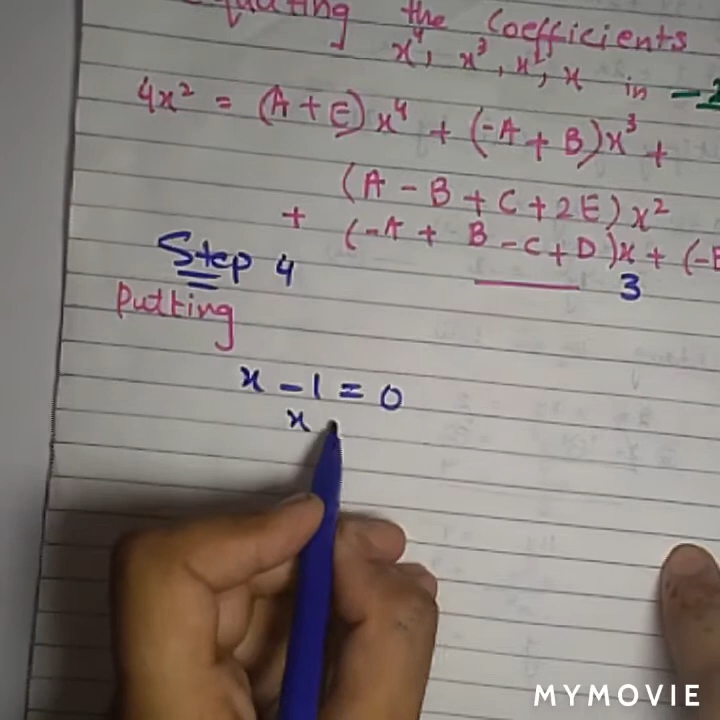 the Coefficients
x⁴, x³, x², x in
4x² = (A + E)x⁴ + (-A + B)x³ +
(A - B + C + 2E)x²
+ (-A + B - C + D)x + (-
3
Step 4
Putting
x - 1 = 0
x
MYMOVIE